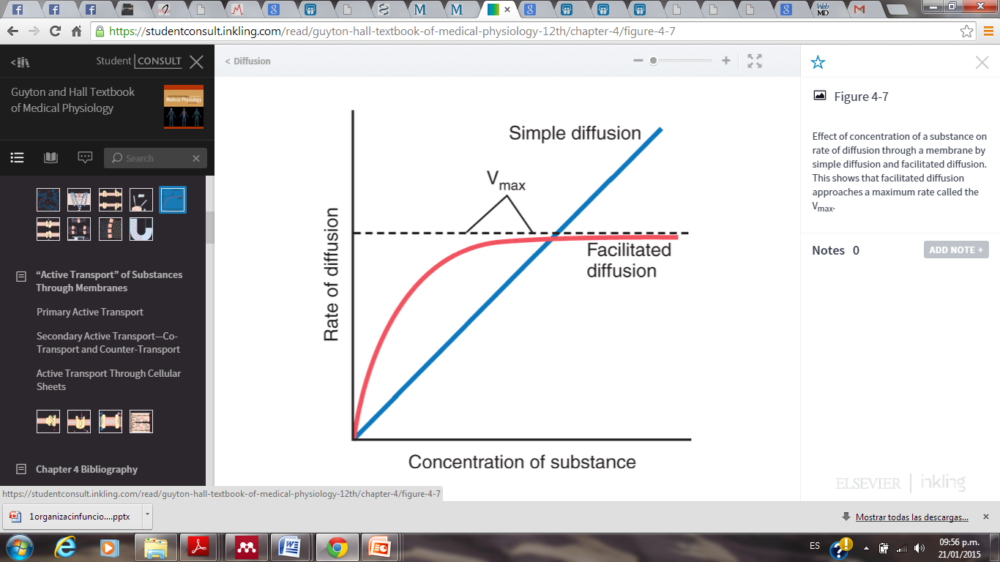 https://studentconsult.inkling.com/read/guyton-hall-textbook-of-medical-physiology-12th/chapter-4/figure-4-7
Student CONSULT
Guyton and Hall Textbook
of Medical Physiology
Search
"Active Transport" of Substances
Through Membranes
Primary Active Transport
Secondary Active Transport—Co-
Transport and Counter-Transport
Active Transport Through Cellular
Sheets
Chapter 4 Bibliography
< Diffusion
Simple diffusion
Vmax
Facilitated
diffusion
Rate of diffusion
Concentration of substance
Figure 4-7
Effect of concentration of a substance on
rate of diffusion through a membrane by
simple diffusion and facilitated diffusion.
This shows that facilitated diffusion
approaches a maximum rate called the
Vmax.
Notes 0
ADD NOTE +
ELSEVIER | inkling
https://studentconsult.inkling.com/read/guyton-hall-textbook-of-medical-physiology-12th/chapter-4/figure-4-7
1organizacinfuncio....pptx
Mostrar todas las descargas...
ES
09:56 p.m.
21/01/2015